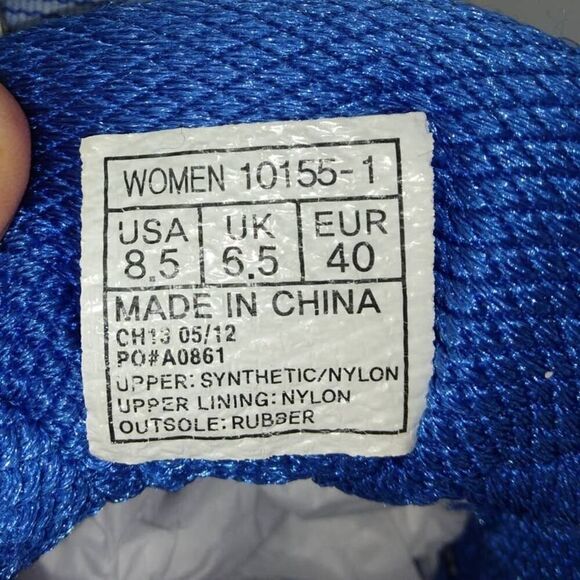 WOMEN 10155-1
USA UK EUR
8.5 6.5 40
MADE IN CHINA
CH13 05/12
PO#A0861
UPPER: SYNTHETIC/NYLON
UPPER LINING: NYLON
OUTSOLE: RUBBER